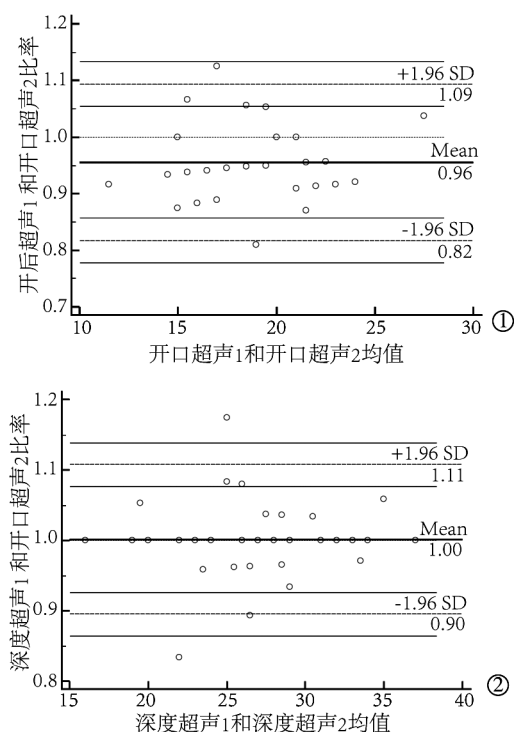 1.2
1.1
1.0
0.9
0.8
0.7
开后超声1 和开口超声2比率
+1.96 SD
1.09
Mean
0.96
-1.96 SD
0.82
10 15 20 25 30
开口超声1和开口超声2均值
①
1.2
1.1
1.0
0.9
0.8
深度超声1 和开口超声2比率
+1.96 SD
1.11
Mean
1.00
-1.96 SD
0.90
15 20 25 30 35 40
深度超声1和深度超声2均值
②